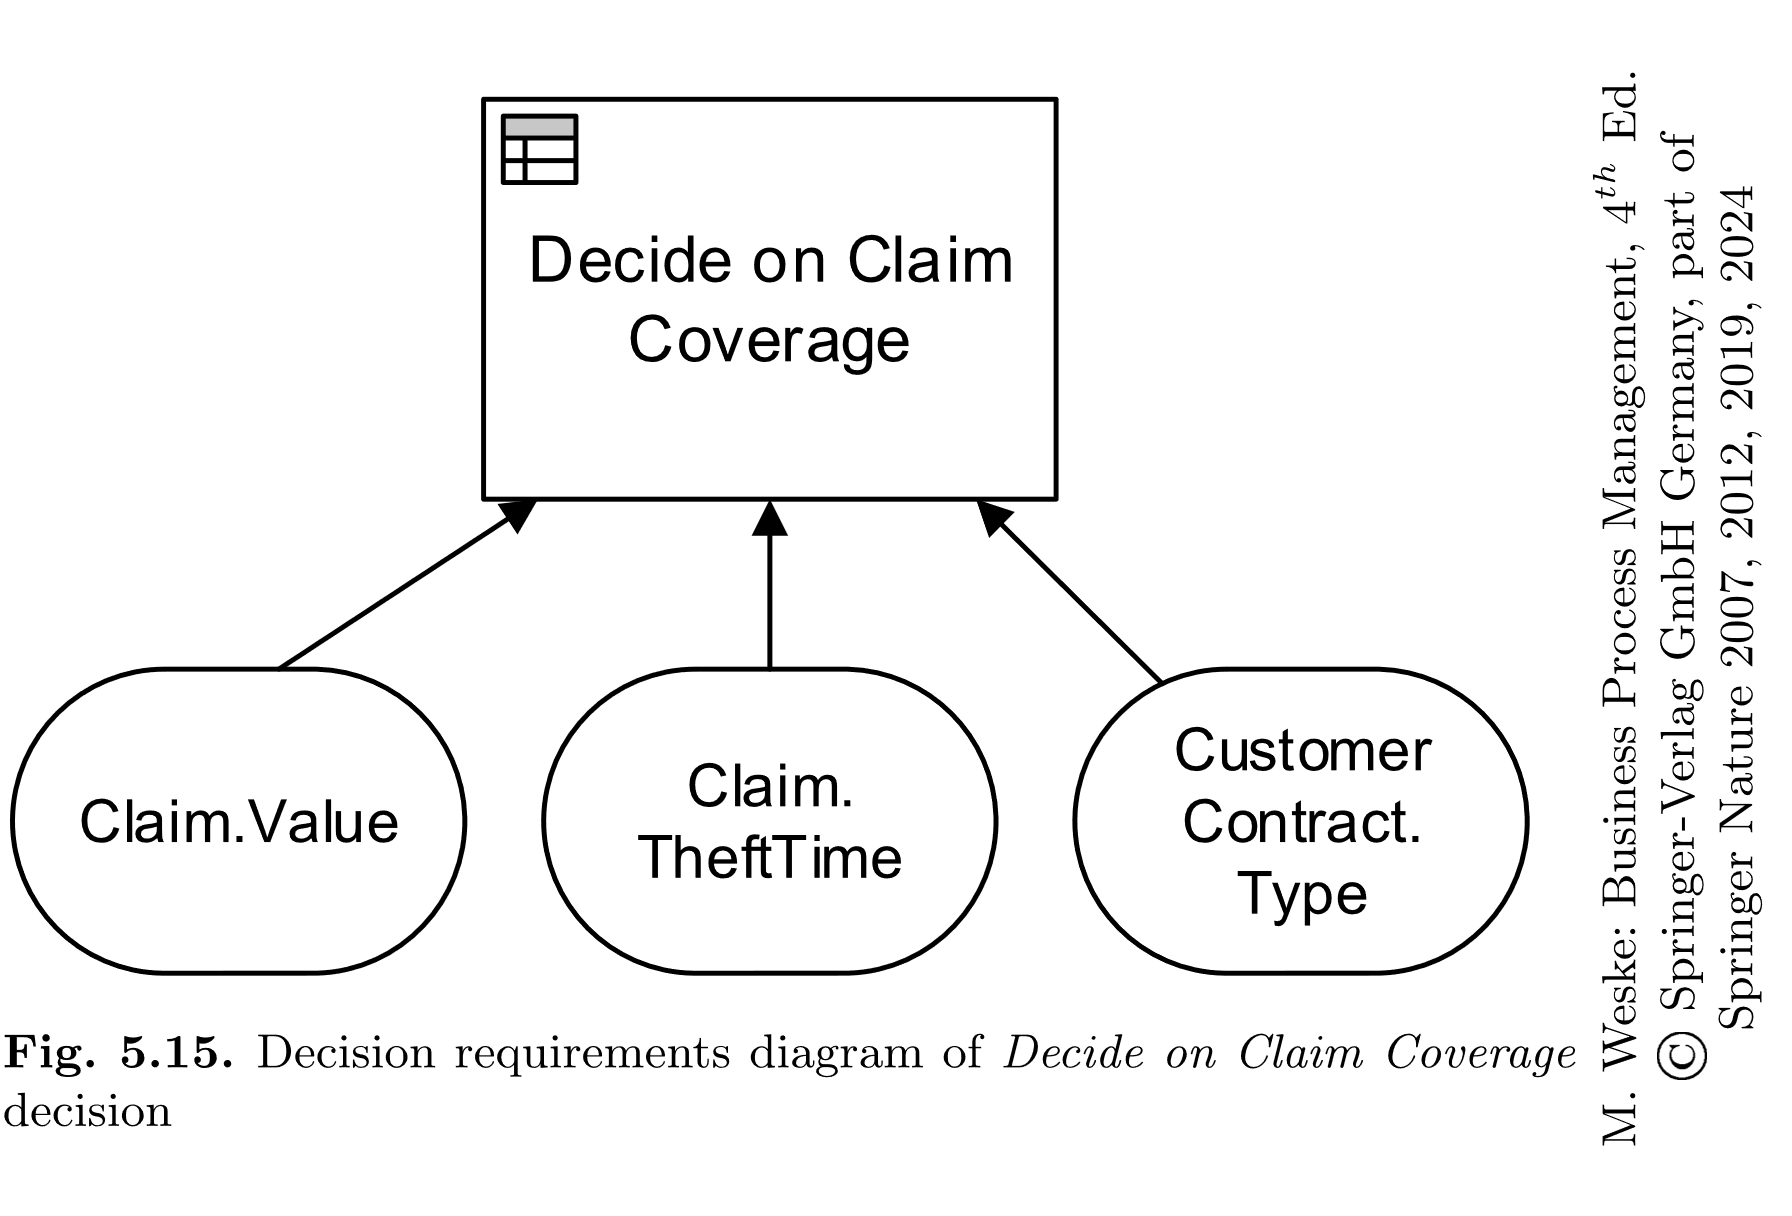 Decide on Claim
Coverage
Claim.Value
Claim.
TheftTime
Customer
Contract.
Type
Fig. 5.15. Decision requirements diagram of Decide on Claim Coverage
decision
M. Weske: Business Process Management, 4th Ed.
© Springer-Verlag GmbH Germany, part of
Springer Nature 2007, 2012, 2019, 2024